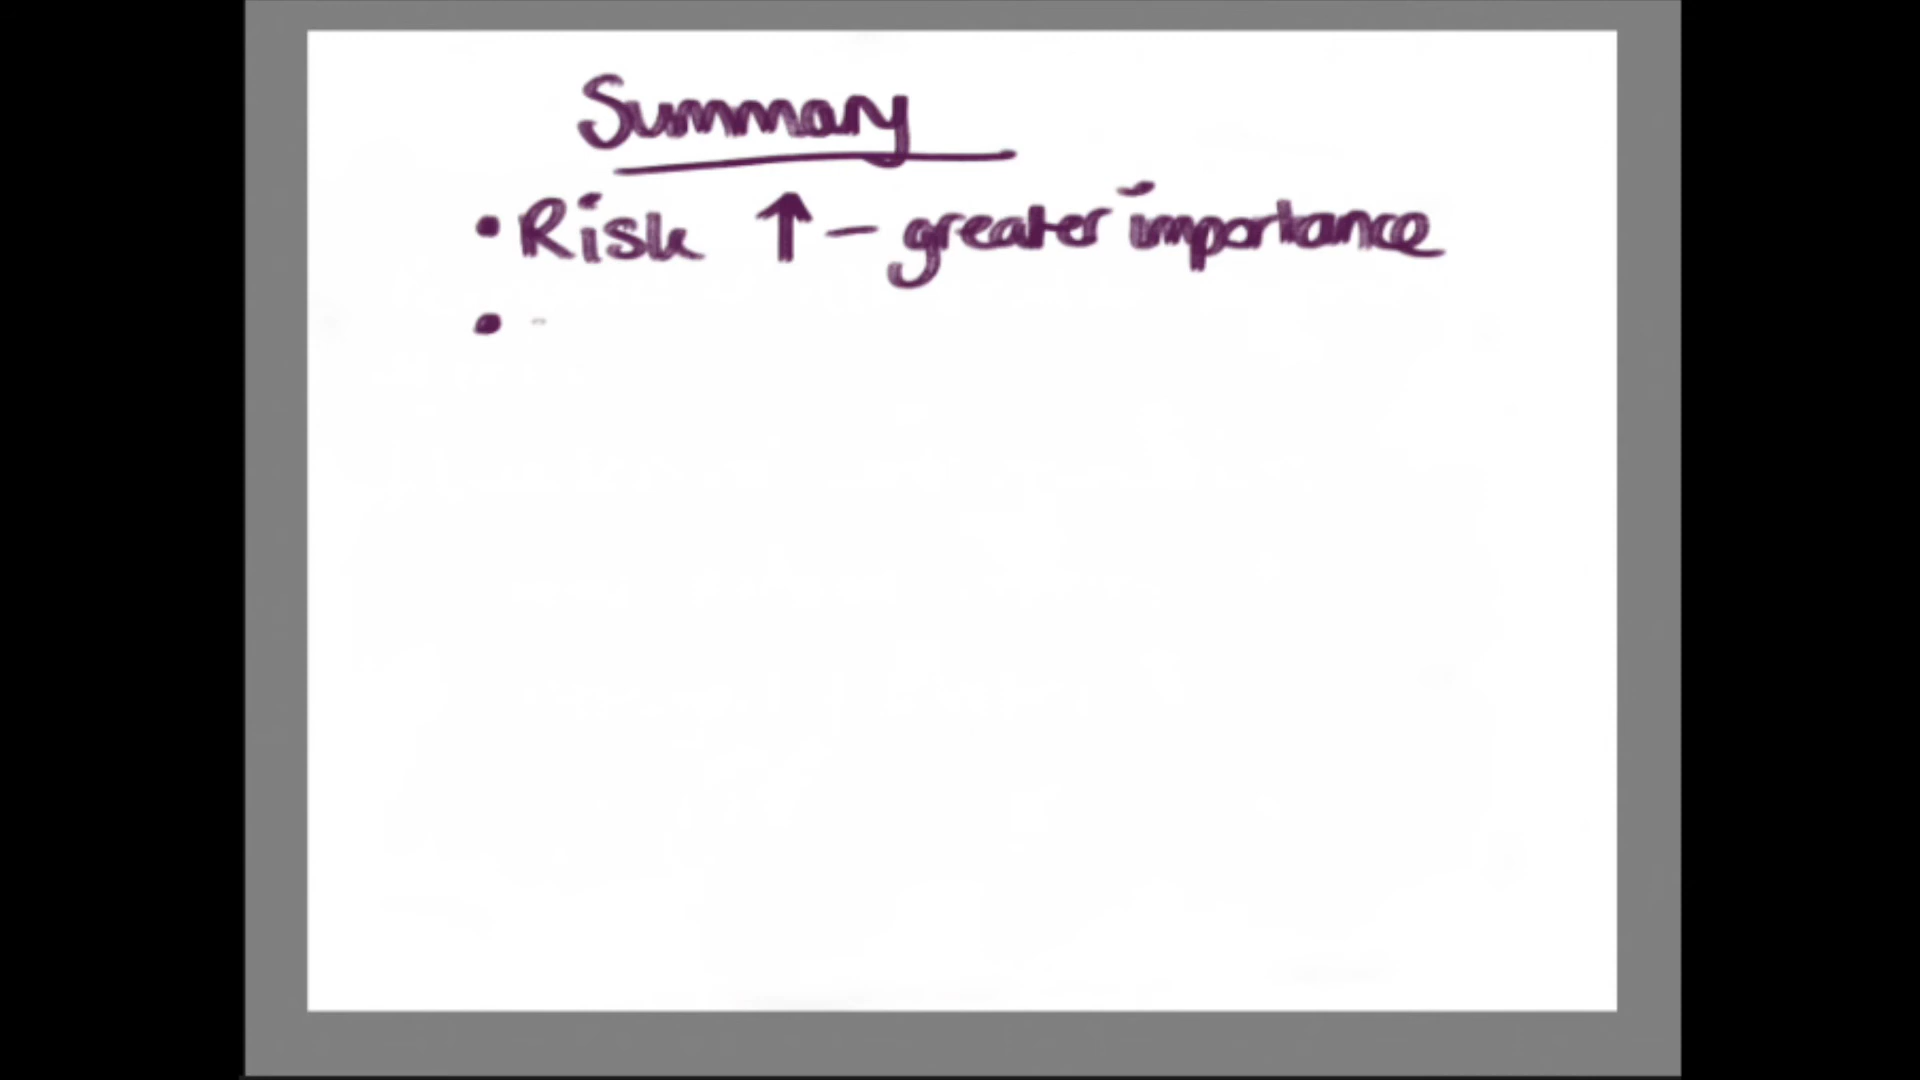 Summary
• Risk ↑ – greater importance
•